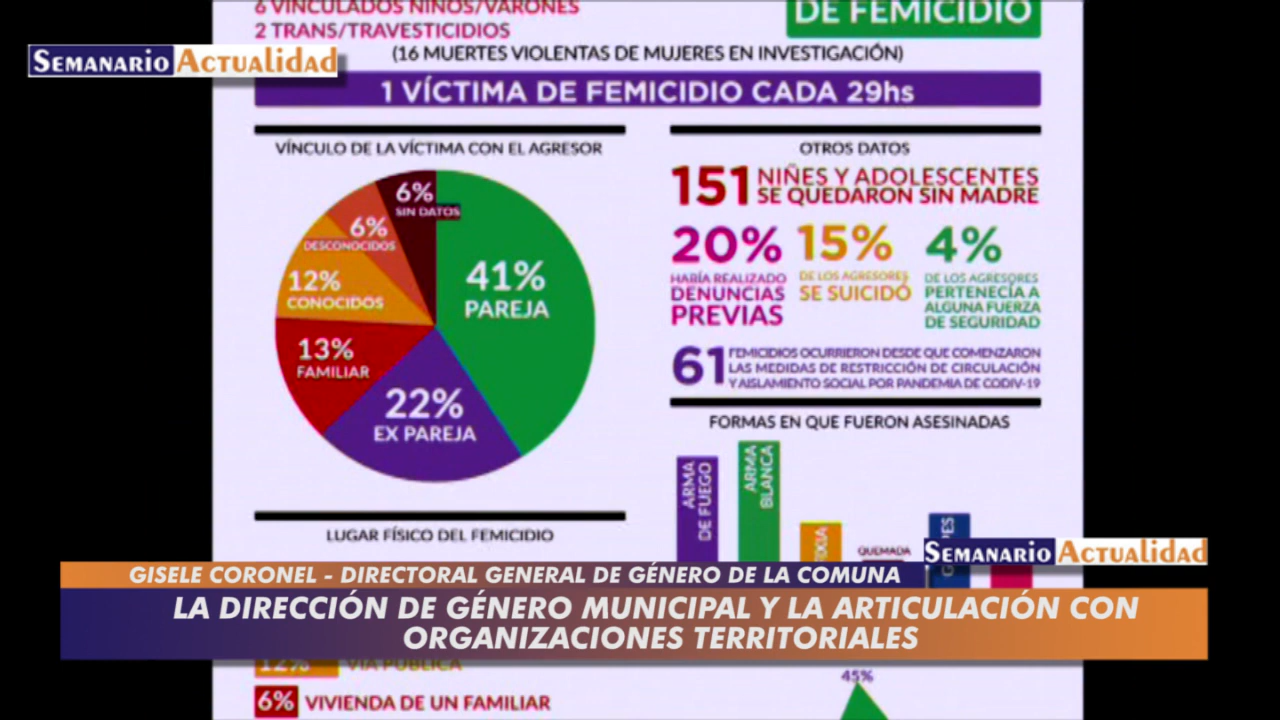 6 VINCULADOS NIÑOS/VARONES
2 TRANS/TRAVESTICIDIOS
DE FEMICIDIO
SEMANARIO ACTUALIDAD
(16 MUERTES VIOLENTAS DE MUJERES EN INVESTIGACIÓN)
1 VÍCTIMA DE FEMICIDIO CADA 29hs
VÍNCULO DE LA VÍCTIMA CON EL AGRESOR
6%
SIN DATOS
6%
DESCONOCIDOS
12%
CONOCIDOS
13%
FAMILIAR
22%
EX PAREJA
41%
PAREJA
OTROS DATOS
151 NIÑES Y ADOLESCENTES
SE QUEDARON SIN MADRE
20%
HARÍA REALIZADO
DENUNCIAS
PREVIAS
15%
DE LOS AGRESORES
SE SUICIDÓ
4%
DE LOS AGRESORES
PERTENECÍA A
ALGUNA FUERZA
DE SEGURIDAD
61 FEMICIDIOS OCURRIERON DESDE QUE COMENZARON
LAS MEDIDAS DE RESTRICCIÓN DE CIRCULACIÓN
Y AISLAMIENTO SOCIAL POR PANDEMIA DE CODIV-19
FORMAS EN QUE FUERON ASESINADAS
ARMA
DE FUEGO
ARMA
BLANCA
QUEMADA
LUGAR FÍSICO DEL FEMICIDIO
SEMANARIO ACTUALIDAD
GISELE CORONEL - DIRECTORAL GENERAL DE GÉNERO DE LA COMUNA
LA DIRECCIÓN DE GÉNERO MUNICIPAL Y LA ARTICULACIÓN CON
ORGANIZACIONES TERRITORIALES
12% VÍA PÚBLICA
6% VIVIENDA DE UN FAMILIAR
45%